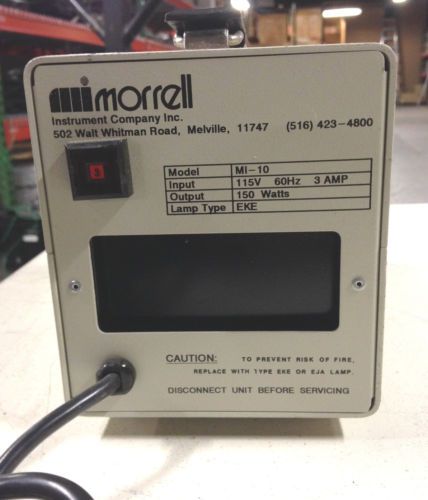 mi morrell
Instrument Company Inc.
502 Walt Whitman Road, Melville, 11747 (516) 423-4800
Model MI-10
Input 115V 60Hz 3 AMP
Output 150 Watts
Lamp Type EKE
CAUTION: TO PREVENT RISK OF FIRE,
REPLACE WITH TYPE EKE OR EJA LAMP.
DISCONNECT UNIT BEFORE SERVICING